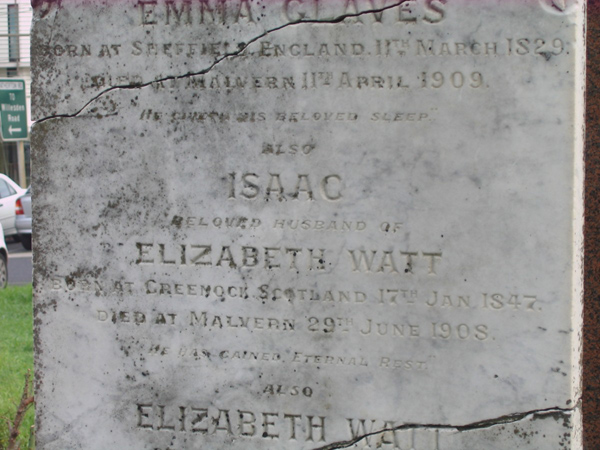 EMMA GLAVES
BORN AT SHEFFIELD, ENGLAND. 11TH MARCH 1829.
DIED AT MALVERN 11TH APRIL 1909.
HE GIVETH HIS BELOVED SLEEP.
ALSO
ISAAC
BELOVED HUSBAND OF
ELIZABETH WATT
BORN AT GREENOCK SCOTLAND 17TH JAN. 1847.
DIED AT MALVERN 29TH JUNE 1908.
"HE HAS GAINED ETERNAL REST"
ALSO
ELIZABETH WATT
TO
Road